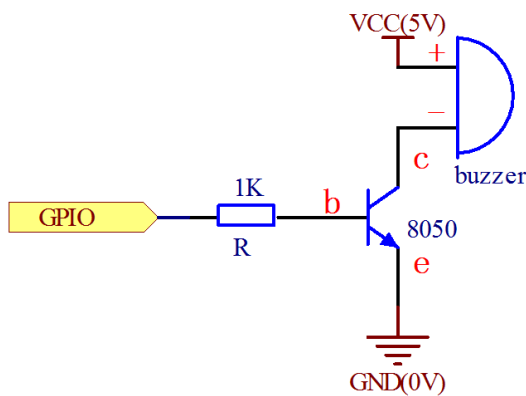 VCC(5V)
+
−
c
buzzer
1K
b
GPIO
R
8050
e
GND(0V)